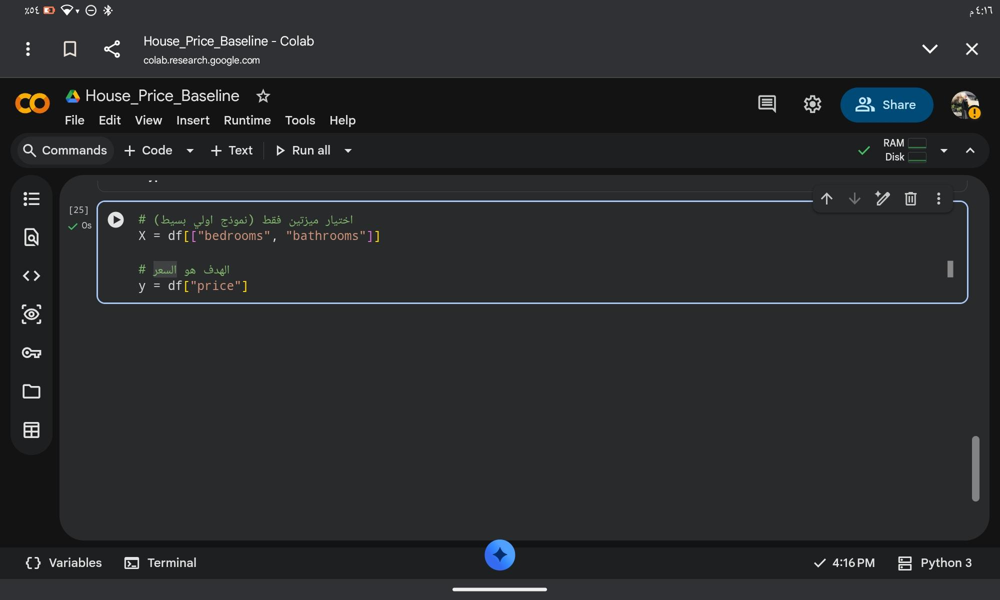 ٪٥٤
٤:١٦ م
House_Price_Baseline - Colab
colab.research.google.com
House_Price_Baseline
File Edit View Insert Runtime Tools Help
Share
Commands + Code + Text Run all
RAM
Disk
[25]
0s
# اختيار ميزتين فقط (نموذج اولي بسيط)
X = df[["bedrooms", "bathrooms"]]
# الهدف هو السعر
y = df["price"]
Variables Terminal
4:16 PM Python 3